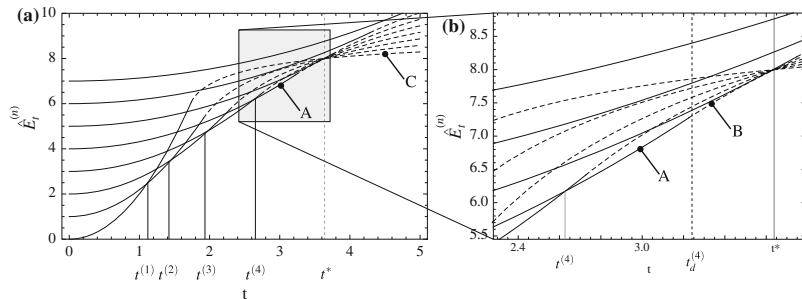 (a)
Ê_t^{(n)}
10
8
6
4
2
0
0 1 2 3 4 5
t^{(1)} t^{(2)} t^{(3)} t^{(4)} t*
t
A
C
(b)
Ê_t^{(n)}
8.5
8.0
7.5
7.0
6.5
6.0
5.5
2.4 3.0
t^{(4)} t t_d^{(4)} t*
A
B